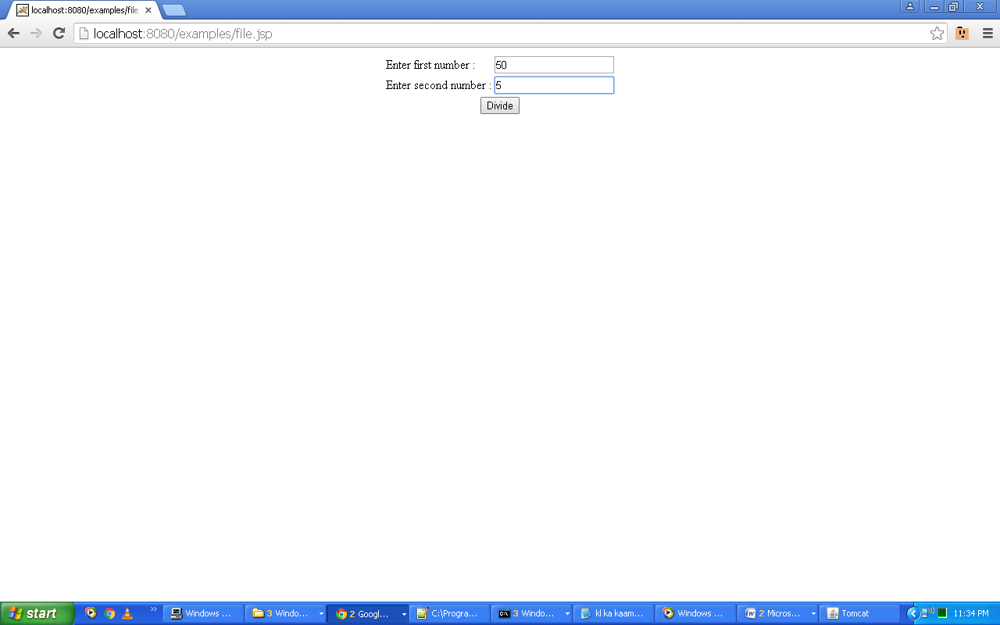 localhost:8080/examples/file
localhost:8080/examples/file.jsp
Enter first number : 50
Enter second number : 5
Divide
start
Windows ...
3 Windo...
2 Googl...
C:\Progra...
3 Windo...
kl ka kaam...
Windows ...
2 Micros...
Tomcat
11:34 PM